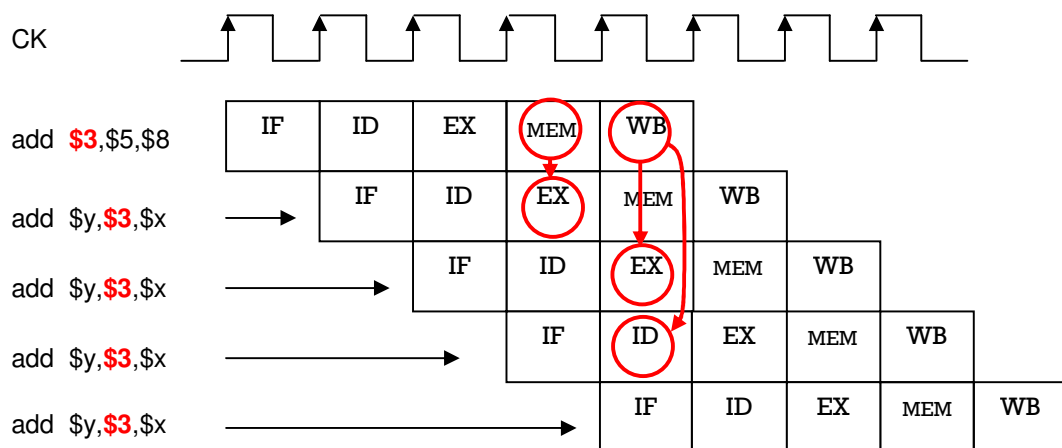 CK
add $3,$5,$8 IF ID EX MEM WB
add $y,$3,$x IF ID EX MEM WB
add $y,$3,$x IF ID EX MEM WB
add $y,$3,$x IF ID EX MEM WB
add $y,$3,$x IF ID EX MEM WB